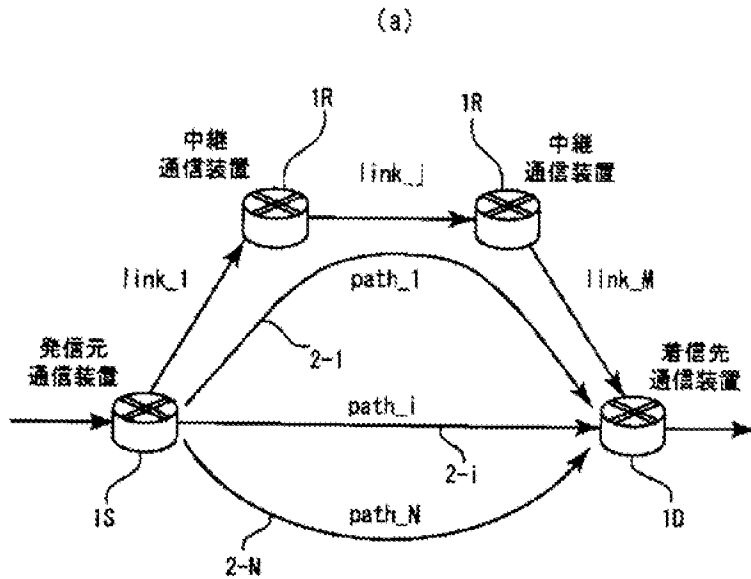 (a)
1R
1R
中継
通信装置
中継
通信装置
link_j
link_1
path_1
link_M
発信元
通信装置
2-1
着信先
通信装置
path_i
2-i
1S
path_N
1D
2-N